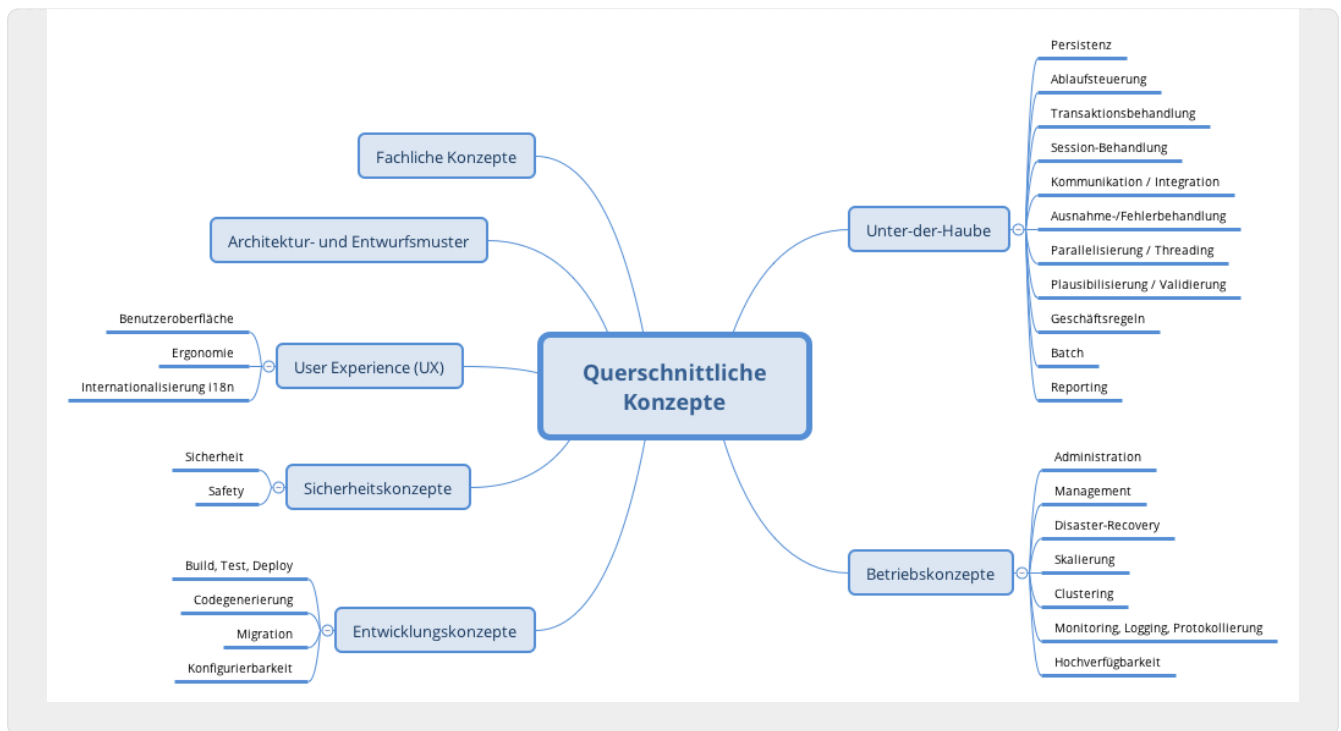 Querschnittliche
Konzepte
Fachliche Konzepte
Architektur- und Entwurfsmuster
User Experience (UX)
Benutzeroberfläche
Ergonomie
Internationalisierung i18n
Sicherheitskonzepte
Sicherheit
Safety
Entwicklungskonzepte
Build, Test, Deploy
Codegenerierung
Migration
Konfigurierbarkeit
Unter-der-Haube
Persistenz
Ablaufsteuerung
Transaktionsbehandlung
Session-Behandlung
Kommunikation / Integration
Ausnahme-/Fehlerbehandlung
Parallelisierung / Threading
Plausibilisierung / Validierung
Geschäftsregeln
Batch
Reporting
Betriebskonzepte
Administration
Management
Disaster-Recovery
Skalierung
Clustering
Monitoring, Logging, Protokollierung
Hochverfügbarkeit